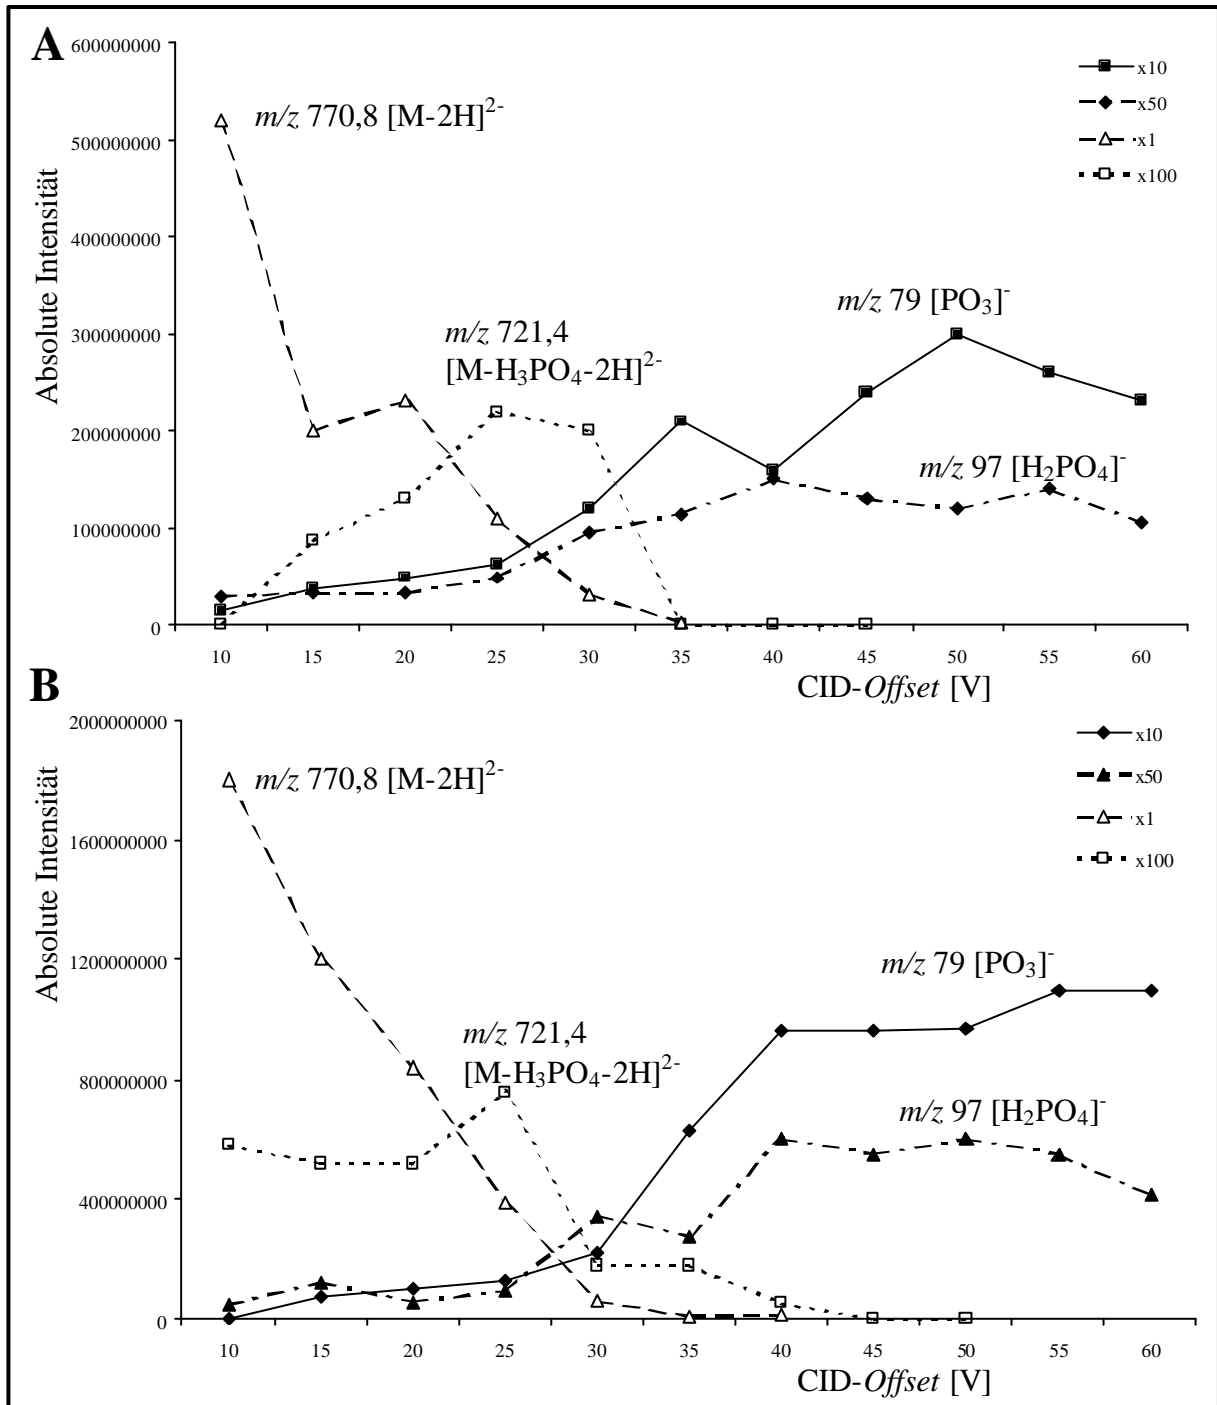 A
600000000
500000000
400000000
300000000
200000000
100000000
0
Absolute Intensität
x10
x50
x1
x100
m/z 770,8 [M-2H]²⁻
m/z 721,4
[M-H₃PO₄-2H]²⁻
m/z 79 [PO₃]⁻
m/z 97 [H₂PO₄]⁻
10 15 20 25 30 35 40 45 50 55 60
CID-Offset [V]
B
2000000000
1600000000
1200000000
800000000
400000000
0
Absolute Intensität
x10
x50
x1
x100
m/z 770,8 [M-2H]²⁻
m/z 721,4
[M-H₃PO₄-2H]²⁻
m/z 79 [PO₃]⁻
m/z 97 [H₂PO₄]⁻
10 15 20 25 30 35 40 45 50 55 60
CID-Offset [V]